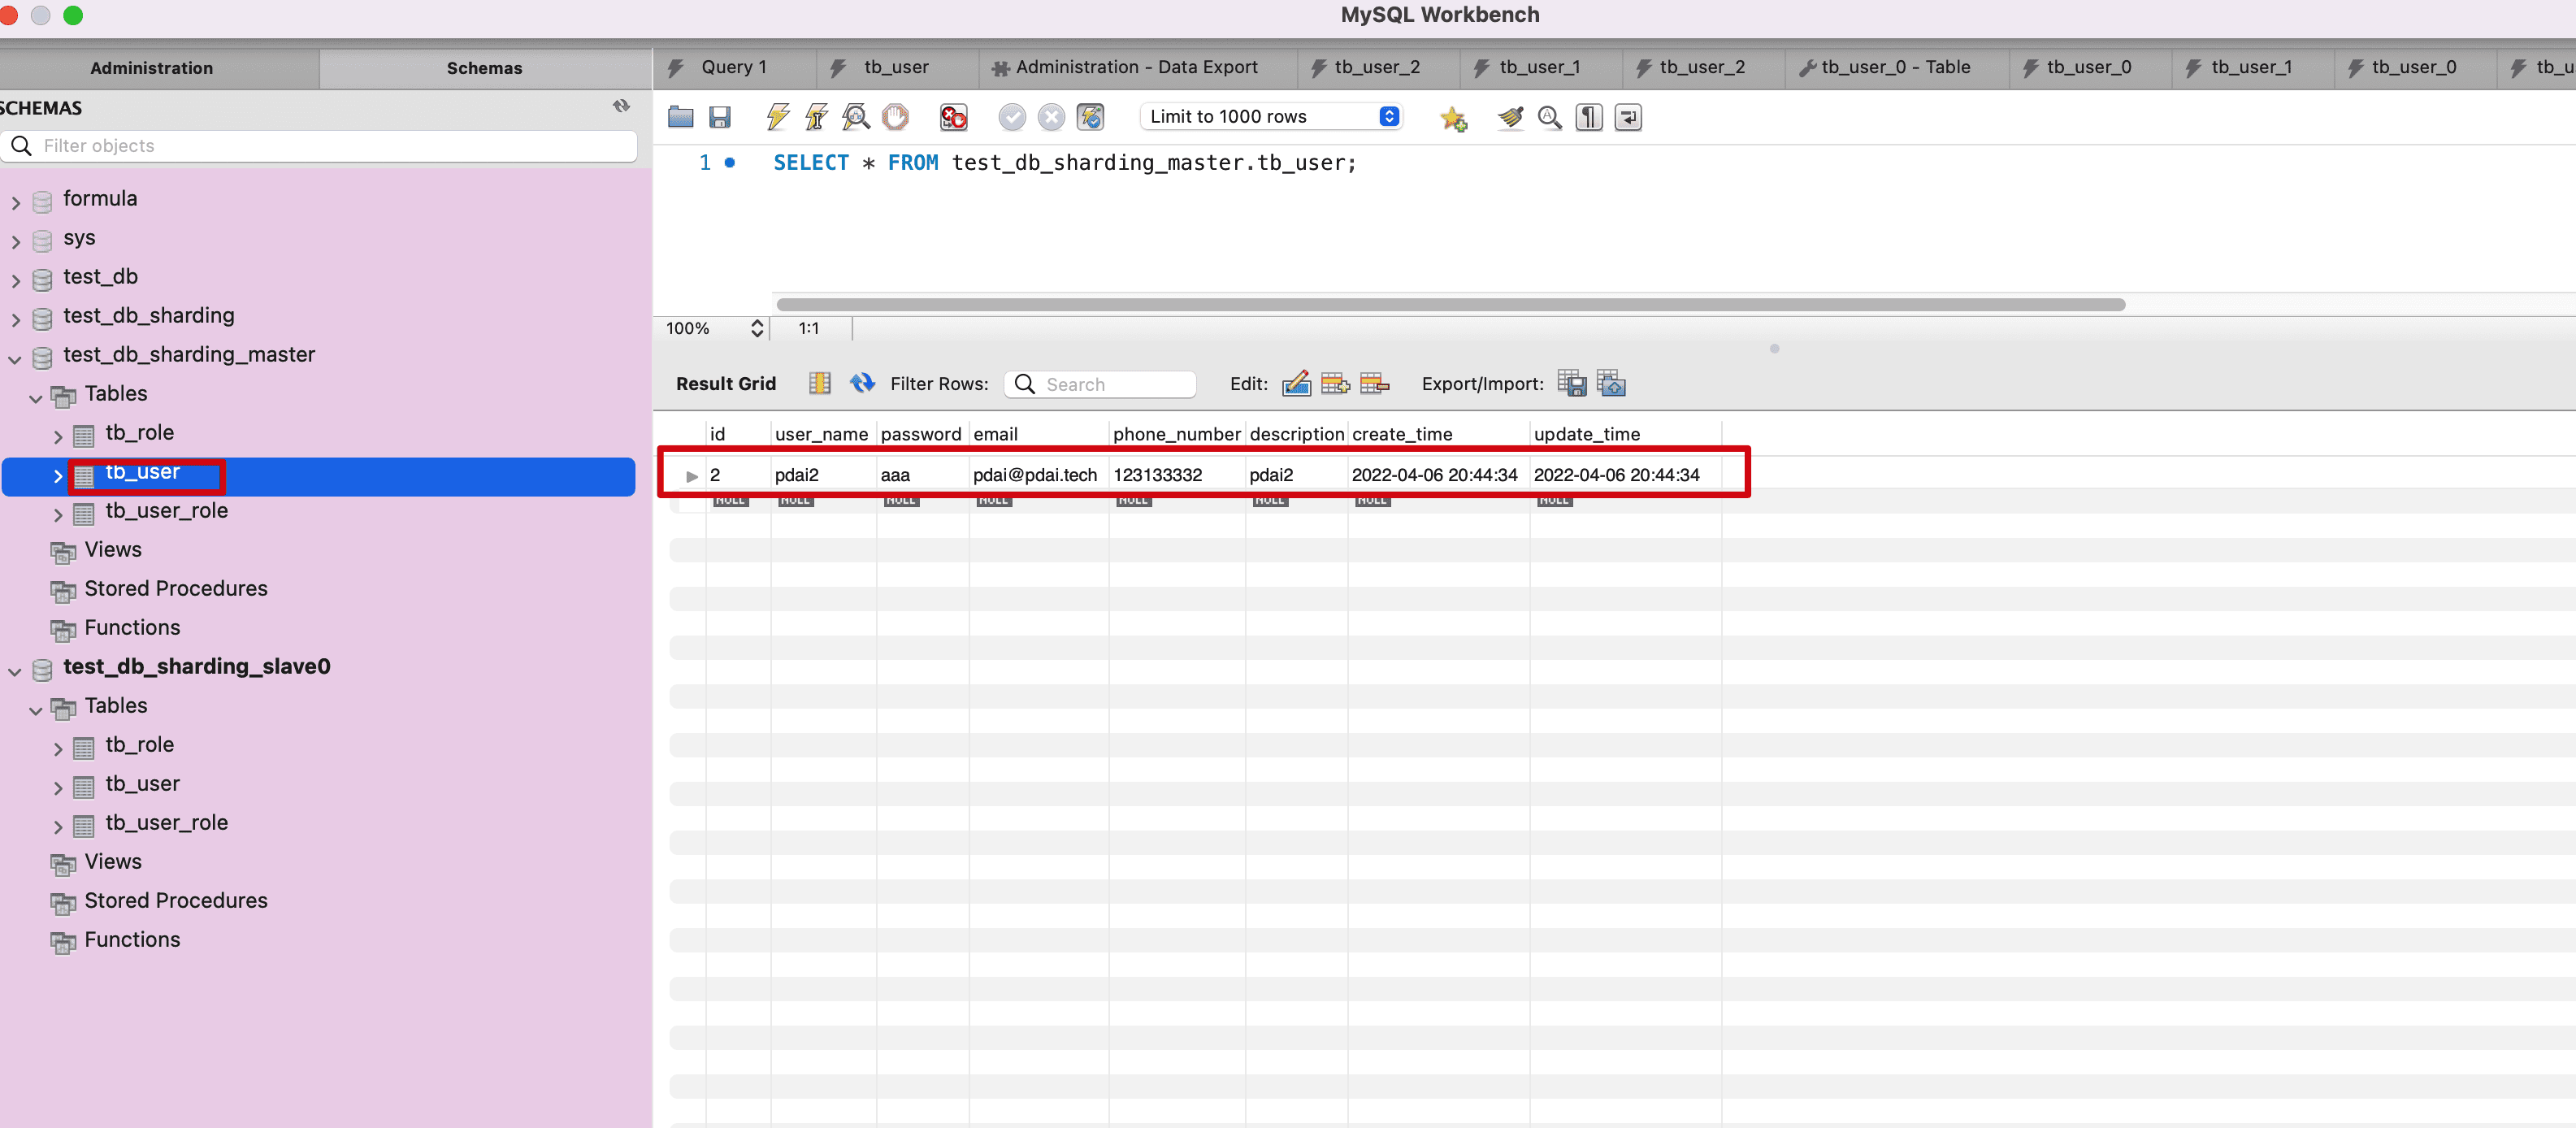 MySQL Workbench
Administration Schemas
Query 1 tb_user Administration - Data Export tb_user_2 tb_user_1 tb_user_2 tb_user_0 - Table tb_user_0 tb_user_1 tb_user_0
SCHEMAS
Filter objects
Limit to 1000 rows
1 SELECT * FROM test_db_sharding_master.tb_user;
100% 1:1
Result Grid Filter Rows: Search Edit: Export/Import:
id user_name password email phone_number description create_time update_time
2 pdai2 aaa pdai@pdai.tech 123133332 pdai2 2022-04-06 20:44:34 2022-04-06 20:44:34
NULL NULL NULL NULL NULL NULL NULL NULL
formula
sys
test_db
test_db_sharding
test_db_sharding_master
Tables
tb_role
tb_user
tb_user_role
Views
Stored Procedures
Functions
test_db_sharding_slave0
Tables
tb_role
tb_user
tb_user_role
Views
Stored Procedures
Functions